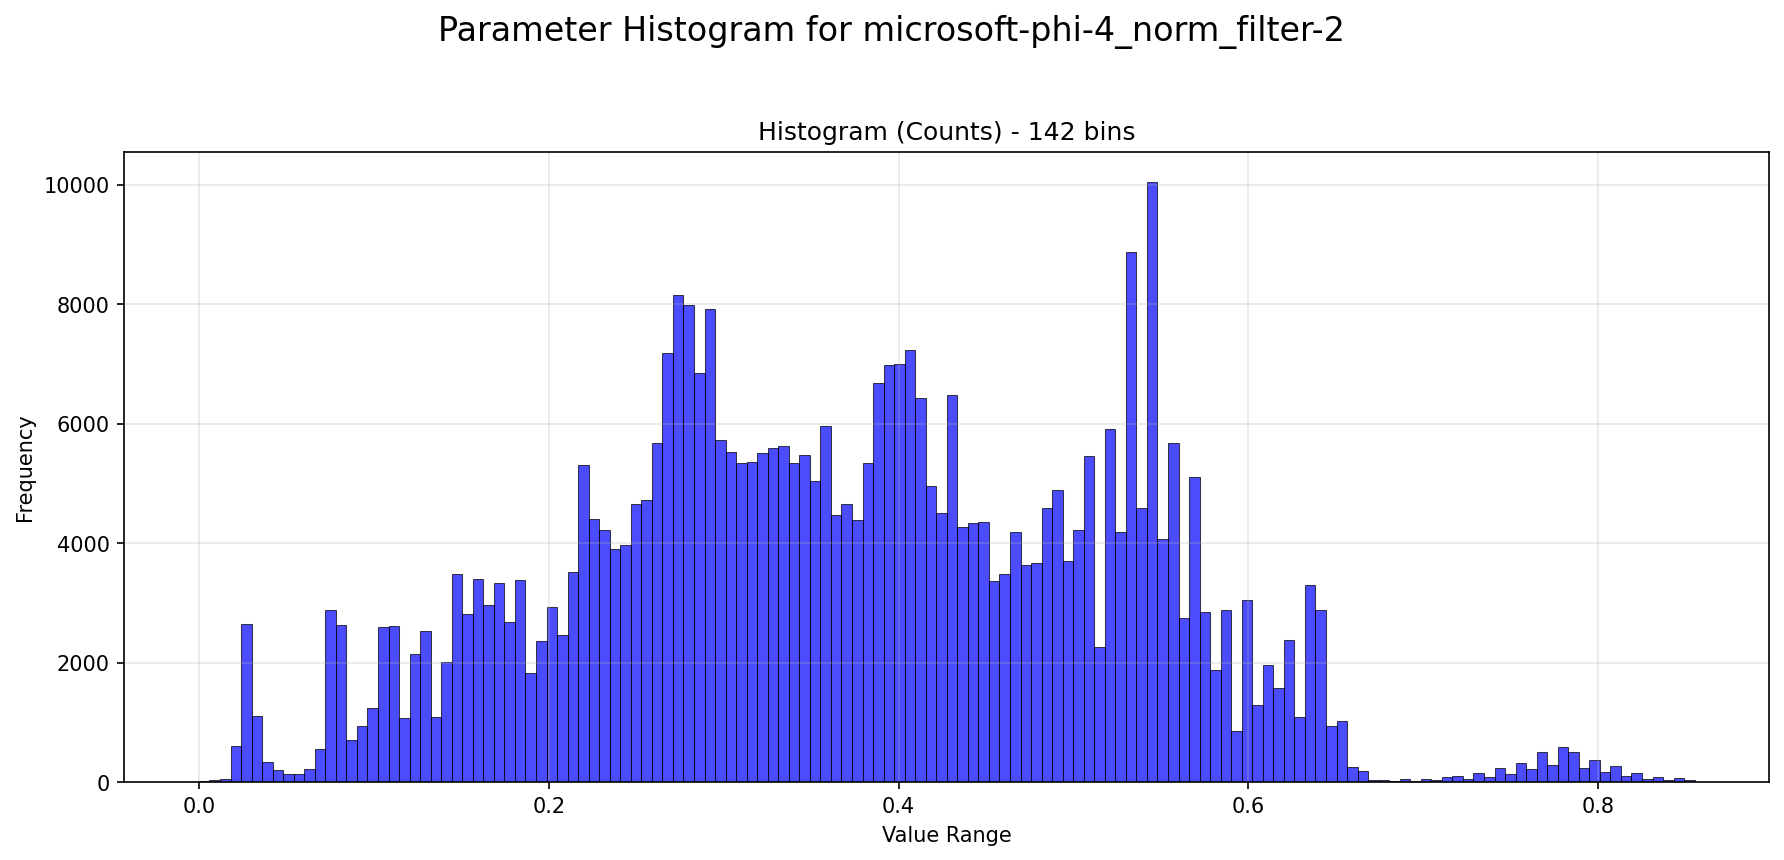 Parameter Histogram for microsoft-phi-4_norm_filter-2
Histogram (Counts) - 142 bins
10000
8000
6000
4000
2000
0
Frequency
0.0 0.2 0.4 0.6 0.8
Value Range